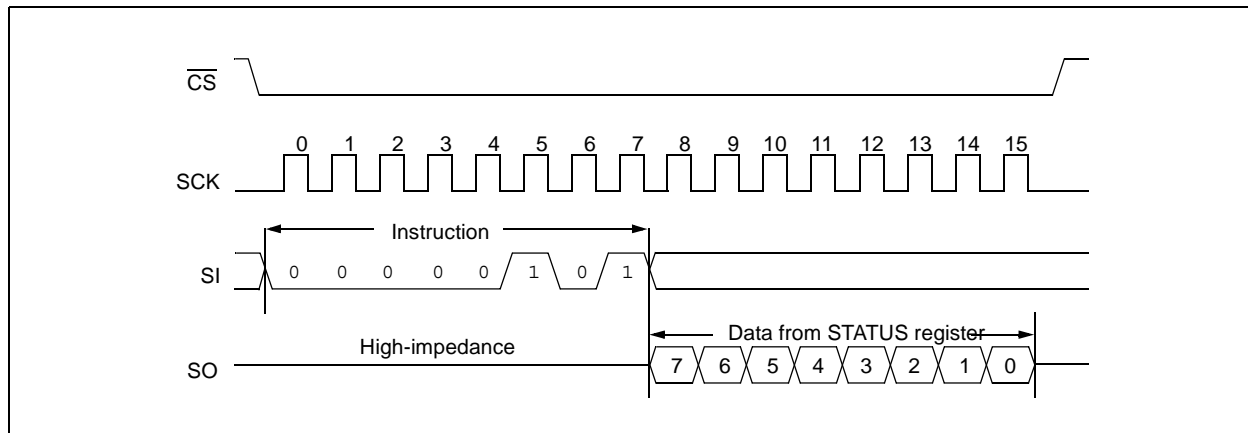 CS
0 1 2 3 4 5 6 7 8 9 10 11 12 13 14 15
SCK
Instruction
SI 0 0 0 0 0 1 0 1
Data from STATUS register
High-impedance
SO 7 6 5 4 3 2 1 0